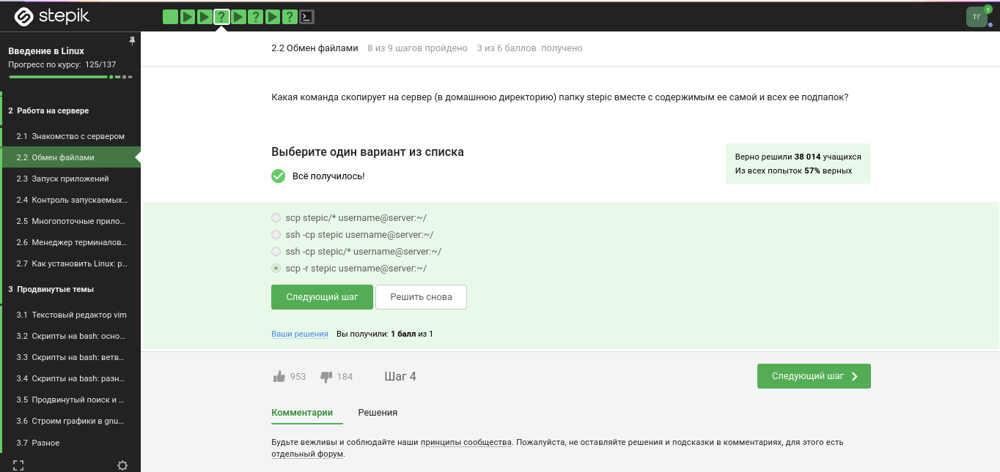 stepik
? ? ?
ТГ
1
Введение в Linux
Прогресс по курсу: 125/137
2 Работа на сервере
2.1 Знакомство с сервером
2.2 Обмен файлами
2.3 Запуск приложений
2.4 Контроль запускаемых...
2.5 Многопоточные прило...
2.6 Менеджер терминалов...
2.7 Как установить Linux: р...
3 Продвинутые темы
3.1 Текстовый редактор vim
3.2 Скрипты на bash: осно...
3.3 Скрипты на bash: ветв...
3.4 Скрипты на bash: разн...
3.5 Продвинутый поиск и ...
3.6 Строим графики в gnu...
3.7 Разное
2.2 Обмен файлами 8 из 9 шагов пройдено 3 из 6 баллов получено
Какая команда скопирует на сервер (в домашнюю директорию) папку stepic вместе с содержимым ее самой и всех ее подпапок?
Выберите один вариант из списка
Всё получилось!
Верно решили 38 014 учащихся
Из всех попыток 57% верных
scp stepic/* username@server:~/
ssh -cp stepic username@server:~/
ssh -cp stepic/* username@server:~/
scp -r stepic username@server:~/
Следующий шаг Решить снова
Ваши решения Вы получили: 1 балл из 1
953 184 Шаг 4
Следующий шаг
Комментарии Решения
Будьте вежливы и соблюдайте наши принципы сообщества. Пожалуйста, не оставляйте решения и подсказки в комментариях, для этого есть
отдельный форум.